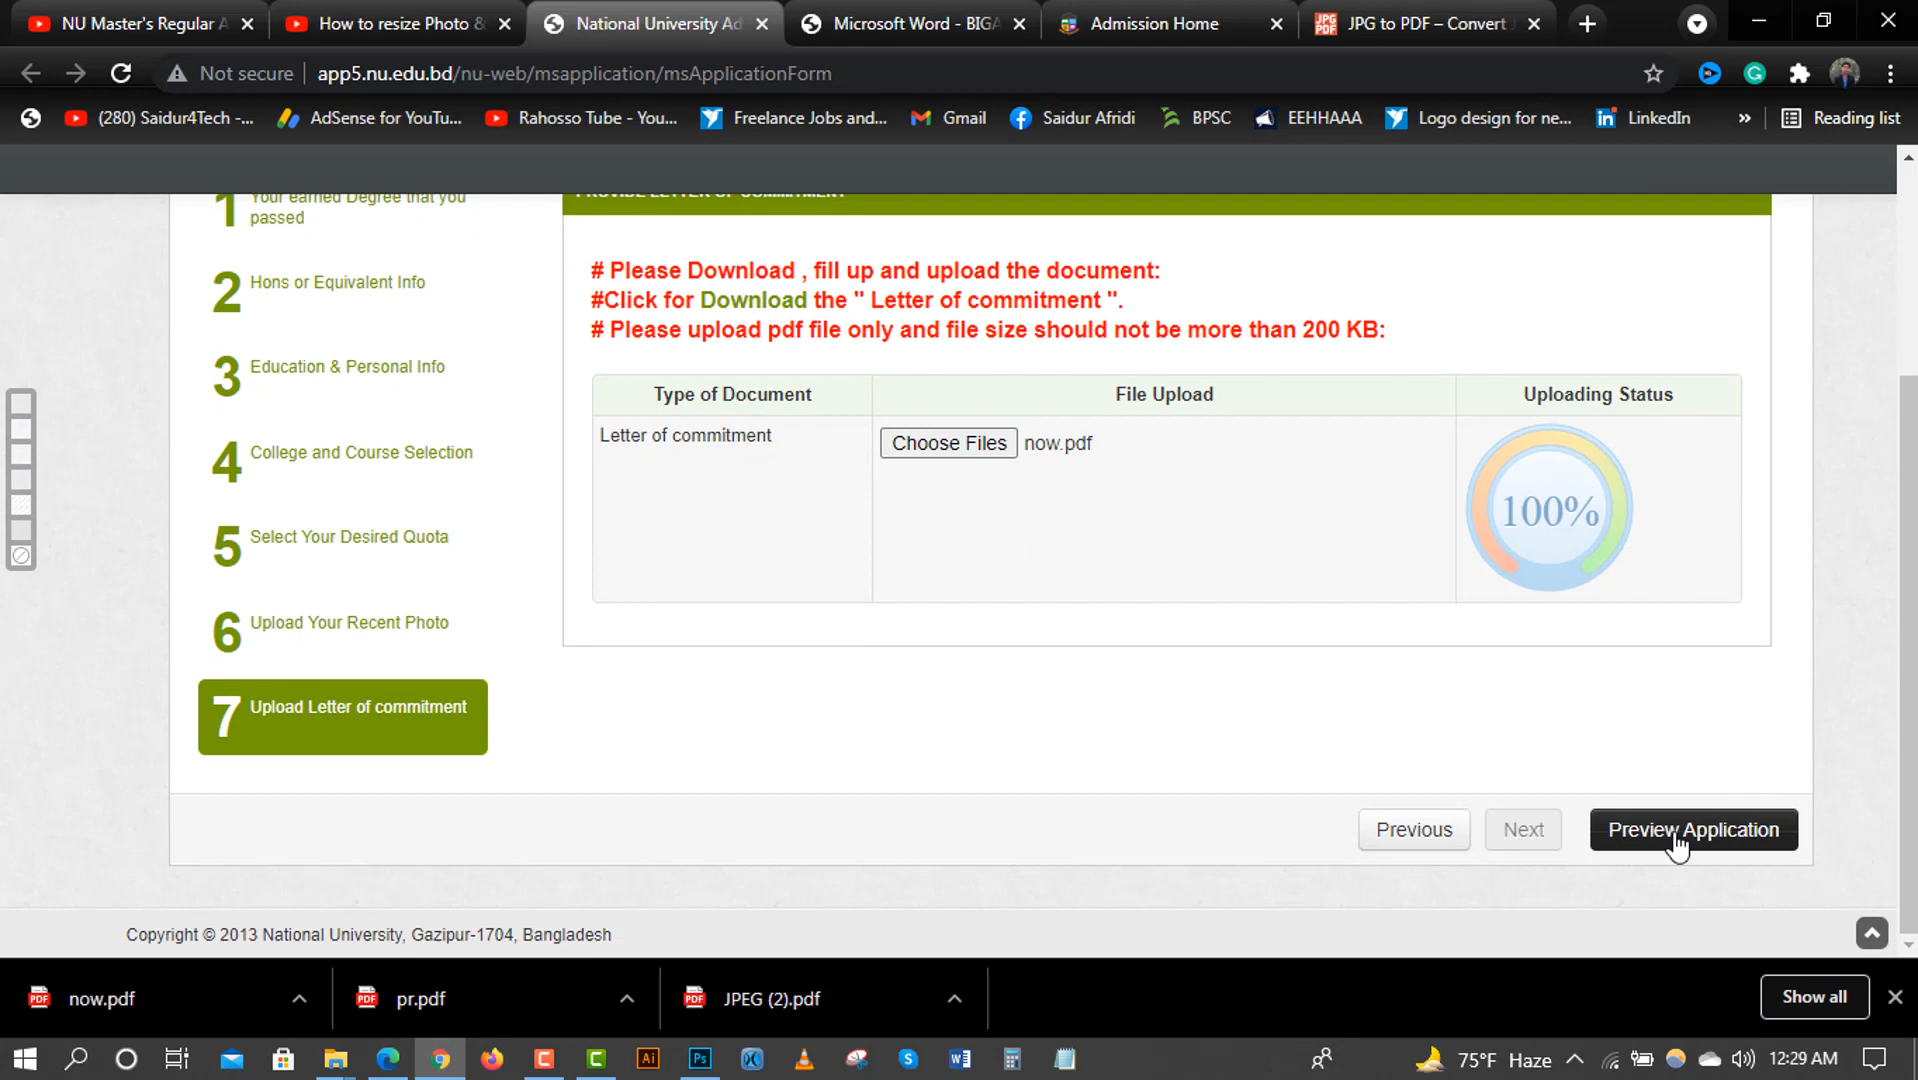 NU Master's Regular A
How to resize Photo &
National University Ad
Microsoft Word - BIGA
Admission Home
JPG to PDF – Convert J
Not secure
app5.nu.edu.bd/nu-web/msapplication/msApplicationForm
(280) Saidur4Tech -...
AdSense for YouTu...
Rahosso Tube - You...
Freelance Jobs and...
Gmail
Saidur Afridi
BPSC
EEHHAAA
Logo design for ne...
LinkedIn
»
Reading list
PROVIDE LETTER OF COMMITMENT
1 Your earned Degree that you
passed
# Please Download , fill up and upload the document:
2 Hons or Equivalent Info
#Click for Download the " Letter of commitment ".
# Please upload pdf file only and file size should not be more than 200 KB:
3 Education & Personal Info
Type of Document
File Upload
Uploading Status
Letter of commitment
Choose Files now.pdf
100%
4 College and Course Selection
5 Select Your Desired Quota
6 Upload Your Recent Photo
7 Upload Letter of commitment
Previous
Next
Preview Application
Copyright © 2013 National University, Gazipur-1704, Bangladesh
now.pdf
pr.pdf
JPEG (2).pdf
Show all
75°F Haze
12:29 AM